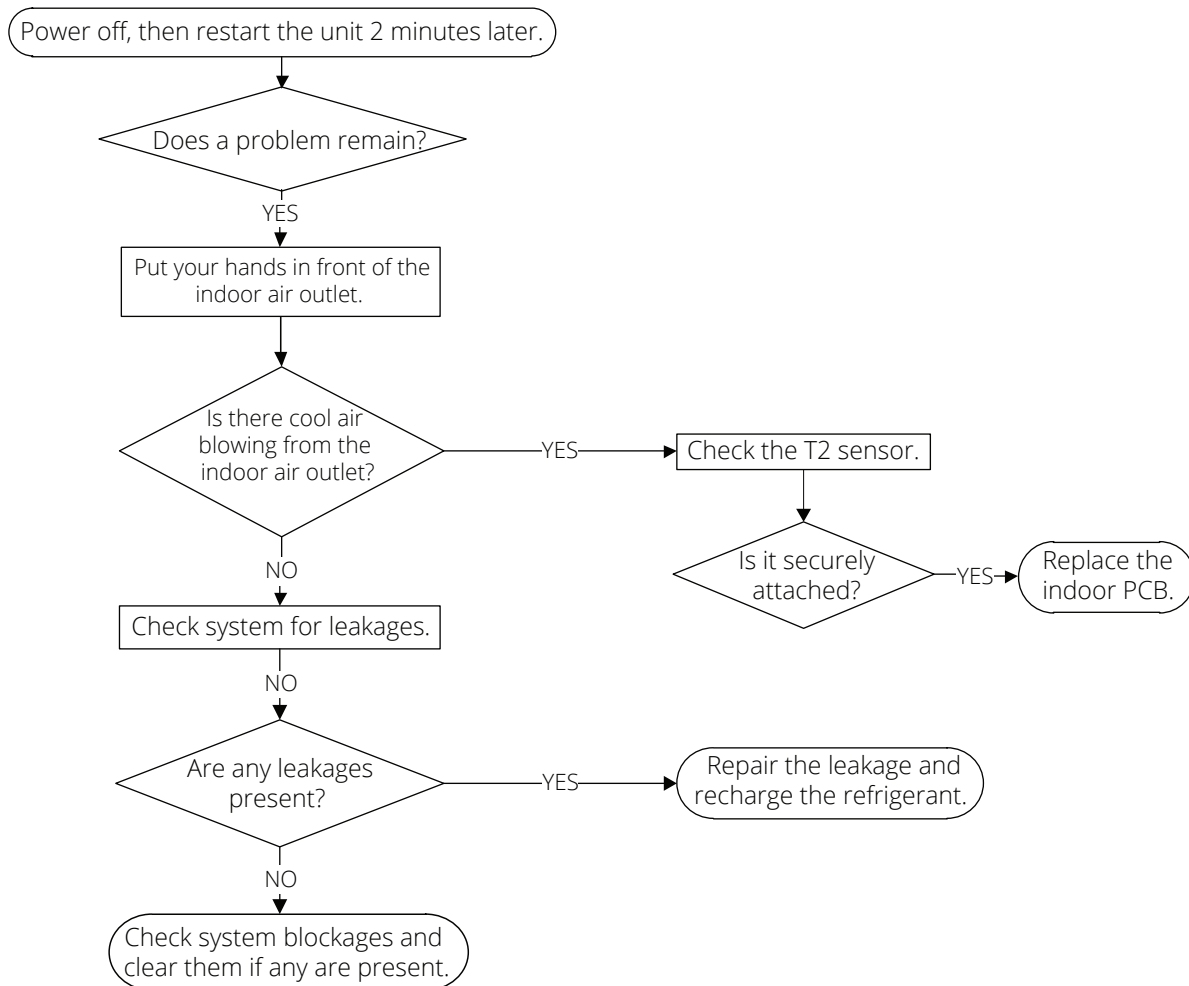 Power off, then restart the unit 2 minutes later.
Does a problem remain?
YES
Put your hands in front of the
indoor air outlet.
Is there cool air
blowing from the
indoor air outlet?
YES
Check the T2 sensor.
Is it securely
attached?
YES
Replace the
indoor PCB.
NO
Check system for leakages.
NO
Are any leakages
present?
YES
Repair the leakage and
recharge the refrigerant.
NO
Check system blockages and
clear them if any are present.